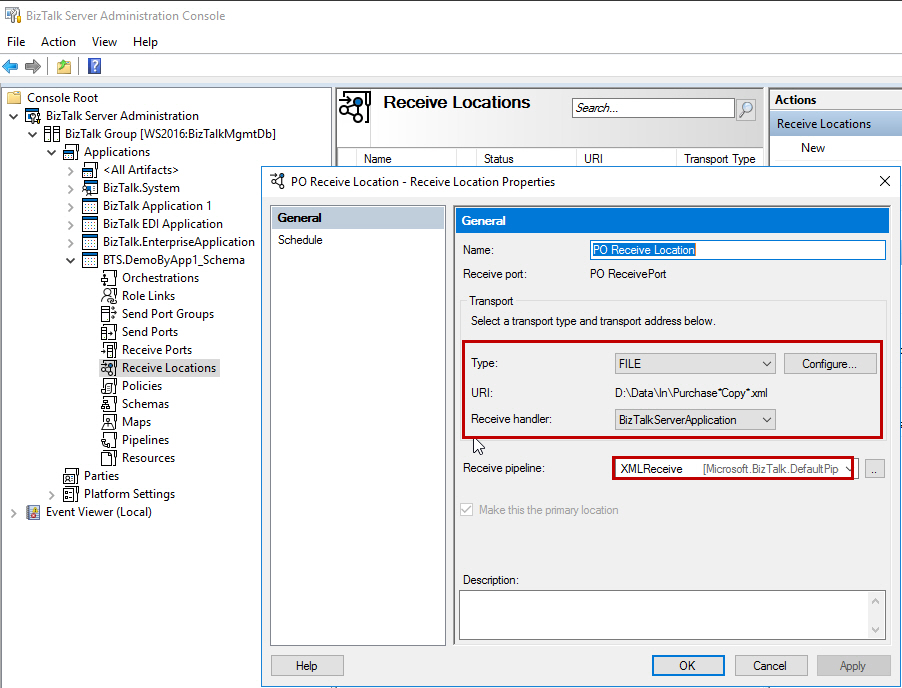 BizTalk Server Administration Console
File Action View Help
Console Root
BizTalk Server Administration
BizTalk Group [WS2016:BizTalkMgmtDb]
Applications
<All Artifacts>
BizTalk.System
BizTalk Application 1
BizTalk EDI Application
BizTalk.EnterpriseApplication
BTS.DemoByApp1_Schema
Orchestrations
Role Links
Send Port Groups
Send Ports
Receive Ports
Receive Locations
Policies
Schemas
Maps
Pipelines
Resources
Parties
Platform Settings
Event Viewer (Local)
Receive Locations
Search...
Name Status URI Transport Type
Actions
Receive Locations
New
PO Receive Location - Receive Location Properties
General
Schedule
General
Name: PO Receive Location
Receive port: PO ReceivePort
Transport
Select a transport type and transport address below.
Type: FILE Configure...
URI: D:\Data\In\Purchase*Copy*.xml
Receive handler: BizTalkServerApplication
Receive pipeline: XMLReceive [Microsoft.BizTalk.DefaultPip ..
Make this the primary location
Description:
Help OK Cancel Apply